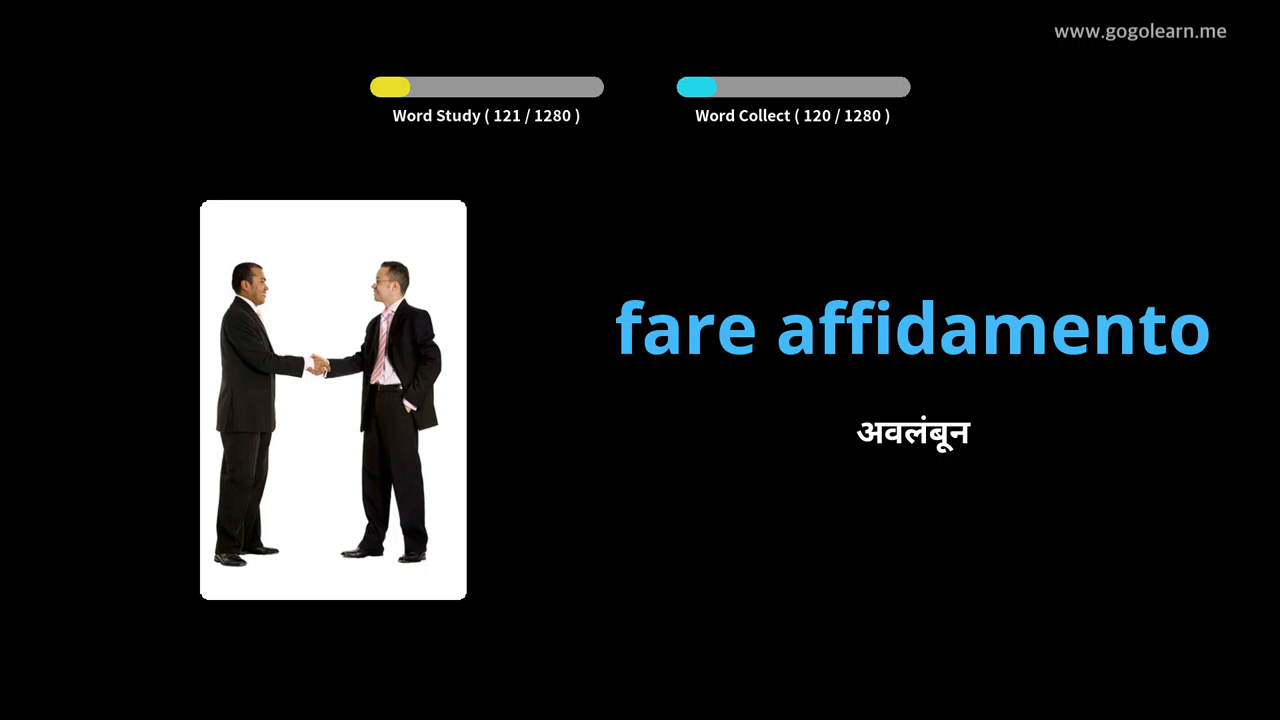 www.gogolearn.me
Word Study ( 121 / 1280 )
Word Collect ( 120 / 1280 )
fare affidamento
अवलंबून